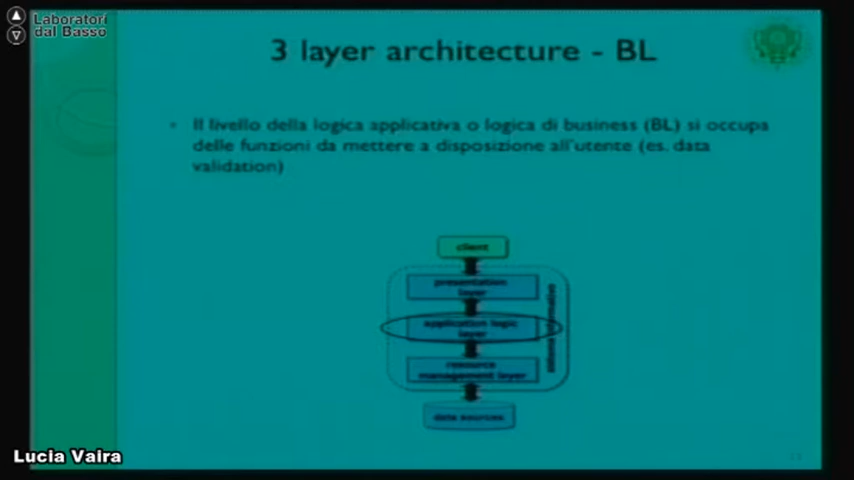 Laboratori
dal Basso
3 layer architecture - BL
• Il livello della logica applicativa o logica di business (BL) si occupa
delle funzioni da mettere a disposizione all'utente (es. data
validation)
client
presentation
layer
application logic
layer
resource
management layer
data sources
Lucia Vaira